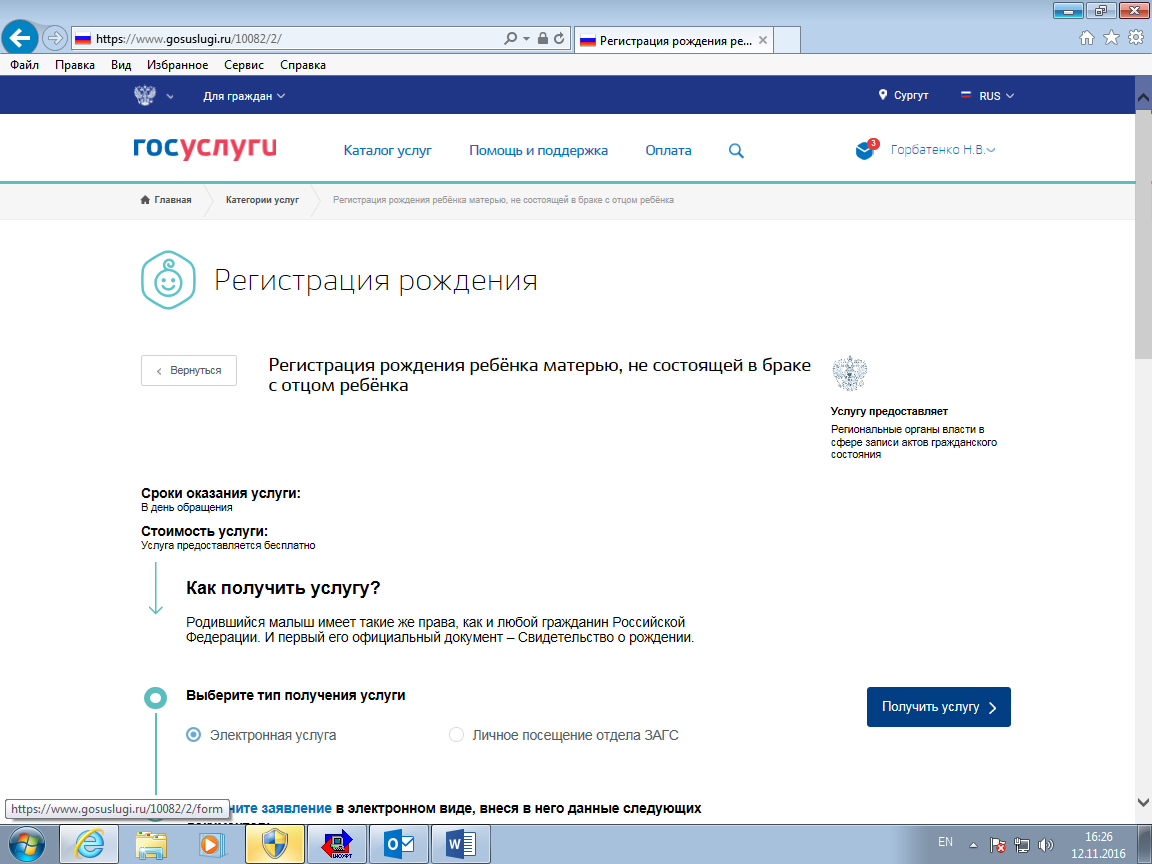 https://www.gosuslugi.ru/10082/2/
Регистрация рождения ре...
Файл Правка Вид Избранное Сервис Справка
Для граждан
Сургут
RUS
госуслуги
Каталог услуг
Помощь и поддержка
Оплата
3
Горбатенко Н.В.
Главная
Категории услуг
Регистрация рождения ребёнка матерью, не состоящей в браке с отцом ребёнка
Регистрация рождения
Вернуться
Регистрация рождения ребёнка матерью, не состоящей в браке
с отцом ребёнка
Услугу предоставляет
Региональные органы власти в
сфере записи актов гражданского
состояния
Сроки оказания услуги:
В день обращения
Стоимость услуги:
Услуга предоставляется бесплатно
Как получить услугу?
Родившийся малыш имеет такие же права, как и любой гражданин Российской
Федерации. И первый его официальный документ – Свидетельство о рождении.
Выберите тип получения услуги
Получить услугу
Электронная услуга
Личное посещение отдела ЗАГС
https://www.gosuslugi.ru/10082/2/form
ните заявление в электронном виде, внеся в него данные следующих
EN
16:26
12.11.2016